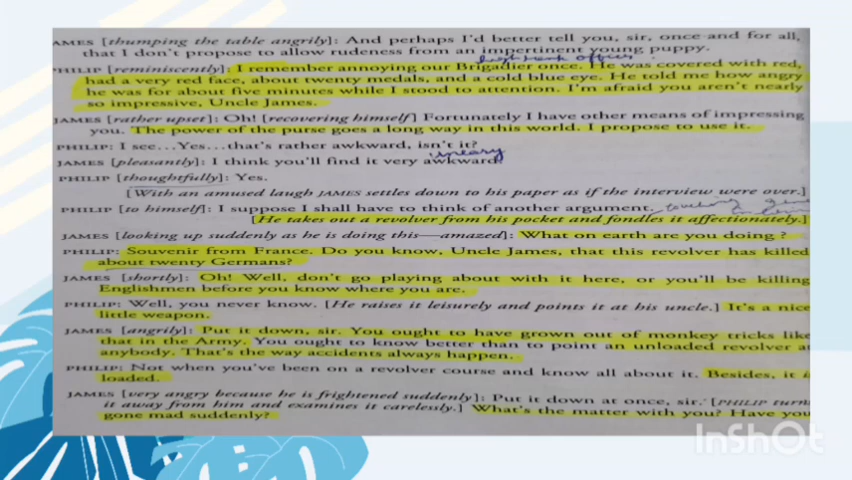 AMES [thumping the table angrily]: And perhaps I'd better tell you, sir, once and for all,
that I don't propose to allow rudeness from an impertinent young puppy.
high rank officer
PHILIP [reminiscently]: I remember annoying our Brigadier once. He was covered with red,
had a very red face, about twenty medals, and a cold blue eye. He told me how angry
he was for about five minutes while I stood to attention. I'm afraid you aren't nearly
so impressive, Uncle James.
JAMES [rather upset]: Oh! [recovering himself] Fortunately I have other means of impressing
you. The power of the purse goes a long way in this world. I propose to use it.
PHILIP: I see...Yes...that's rather awkward, isn't it?
JAMES [pleasantly]: I think you'll find it very awkward.
PHILIP [thoughtfully]: Yes.
[With an amused laugh JAMES settles down to his paper as if the interview were over.]
PHILIP [to himself]: I suppose I shall have to think of another argument.
[He takes out a revolver from his pocket and fondles it affectionately.]
JAMES [looking up suddenly as he is doing this—amazed]: What on earth are you doing?
PHILIP: Souvenir from France. Do you know, Uncle James, that this revolver has killed
about twenty Germans?
JAMES [shortly]: Oh! Well, don't go playing about with it here, or you'll be killing
Englishmen before you know where you are.
PHILIP: Well, you never know. [He raises it leisurely and points it at his uncle.] It's a nice
little weapon.
JAMES [angrily]: Put it down, sir. You ought to have grown out of monkey tricks like
that in the Army. You ought to know better than to point an unloaded revolver at
anybody. That's the way accidents always happen.
PHILIP: Not when you've been on a revolver course and know all about it. Besides, it is
loaded.
JAMES [very angry because he is frightened suddenly]: Put it down at once, sir. [PHILIP turns
it away from him and examines it carelessly.] What's the matter with you? Have you
gone mad suddenly?
InShOt